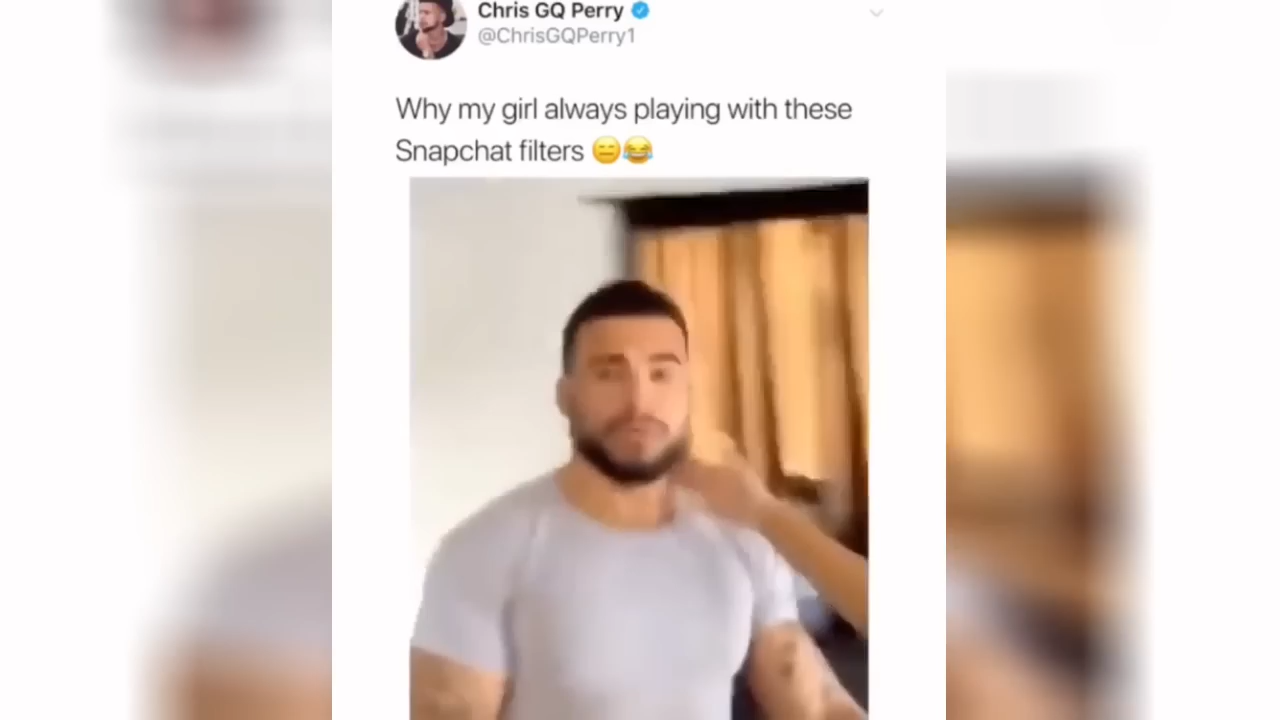 Chris GQ Perry
@ChrisGQPerry1
Why my girl always playing with these
Snapchat filters 😑😂